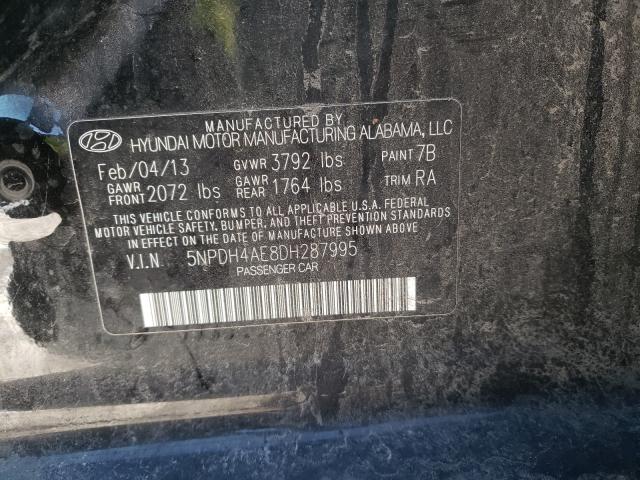 MANUFACTURED BY
HYUNDAI MOTOR MANUFACTURING ALABAMA, LLC
Feb/04/13 GVWR 3792 lbs PAINT 7B
GAWR FRONT 2072 lbs GAWR REAR 1764 lbs TRIM RA
THIS VEHICLE CONFORMS TO ALL APPLICABLE U.S.A. FEDERAL
MOTOR VEHICLE SAFETY, BUMPER, AND THEFT PREVENTION STANDARDS
IN EFFECT ON THE DATE OF MANUFACTURE SHOWN ABOVE
V.I.N 5NPDH4AE8DH287995
PASSENGER CAR